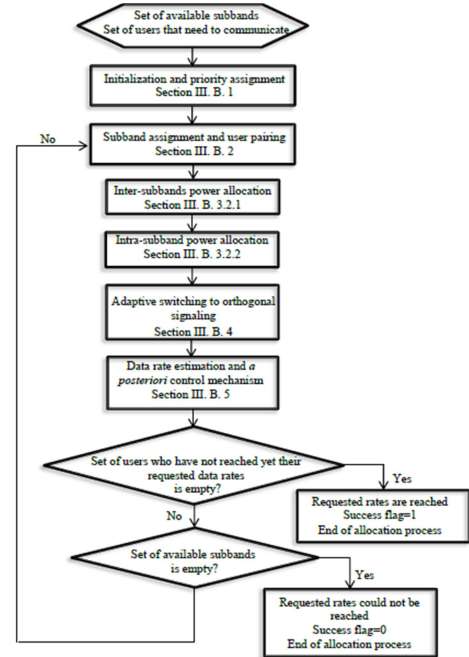 Set of available subbands
Set of users that need to communicate
Initialization and priority assignment
Section III. B. 1
No
Subband assignment and user pairing
Section III. B. 2
Inter-subbands power allocation
Section III. B. 3.2.1
Intra-subband power allocation
Section III. B. 3.2.2
Adaptive switching to orthogonal
signaling
Section III. B. 4
Data rate estimation and a
posteriori control mechanism
Section III. B. 5
Set of users who have not reached yet their
requested data rates
is empty?
Yes
Requested rates are reached
Success flag=1
End of allocation process
No
Set of available subbands
is empty?
Yes
Requested rates could not be
reached
Success flag=0
End of allocation process